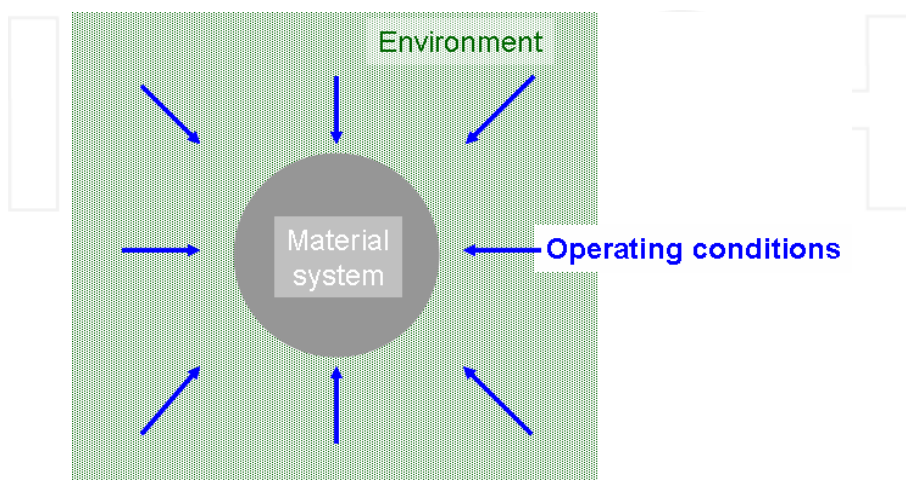 Environment
Material
system
Operating conditions